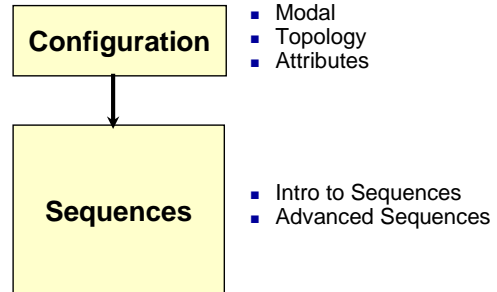 Configuration
Modal
Topology
Attributes
Sequences
Intro to Sequences
Advanced Sequences